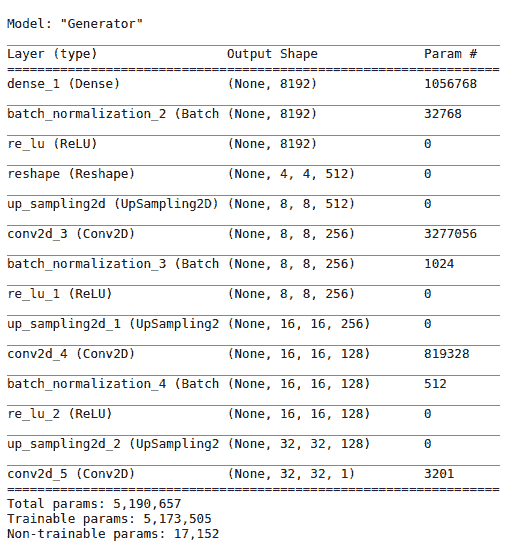 Model: "Generator"
Layer (type) Output Shape Param #
dense_1 (Dense) (None, 8192) 1056768
batch_normalization_2 (Batch (None, 8192) 32768
re_lu (ReLU) (None, 8192) 0
reshape (Reshape) (None, 4, 4, 512) 0
up_sampling2d (UpSampling2D) (None, 8, 8, 512) 0
conv2d_3 (Conv2D) (None, 8, 8, 256) 3277056
batch_normalization_3 (Batch (None, 8, 8, 256) 1024
re_lu_1 (ReLU) (None, 8, 8, 256) 0
up_sampling2d_1 (UpSampling2 (None, 16, 16, 256) 0
conv2d_4 (Conv2D) (None, 16, 16, 128) 819328
batch_normalization_4 (Batch (None, 16, 16, 128) 512
re_lu_2 (ReLU) (None, 16, 16, 128) 0
up_sampling2d_2 (UpSampling2 (None, 32, 32, 128) 0
conv2d_5 (Conv2D) (None, 32, 32, 1) 3201
Total params: 5,190,657
Trainable params: 5,173,505
Non-trainable params: 17,152